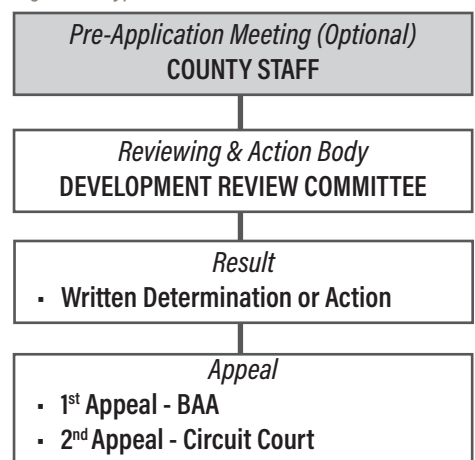 Pre-Application Meeting (Optional)
COUNTY STAFF
Reviewing & Action Body
DEVELOPMENT REVIEW COMMITTEE
Result
▪ Written Determination or Action
Appeal
▪ 1st Appeal - BAA
▪ 2nd Appeal - Circuit Court